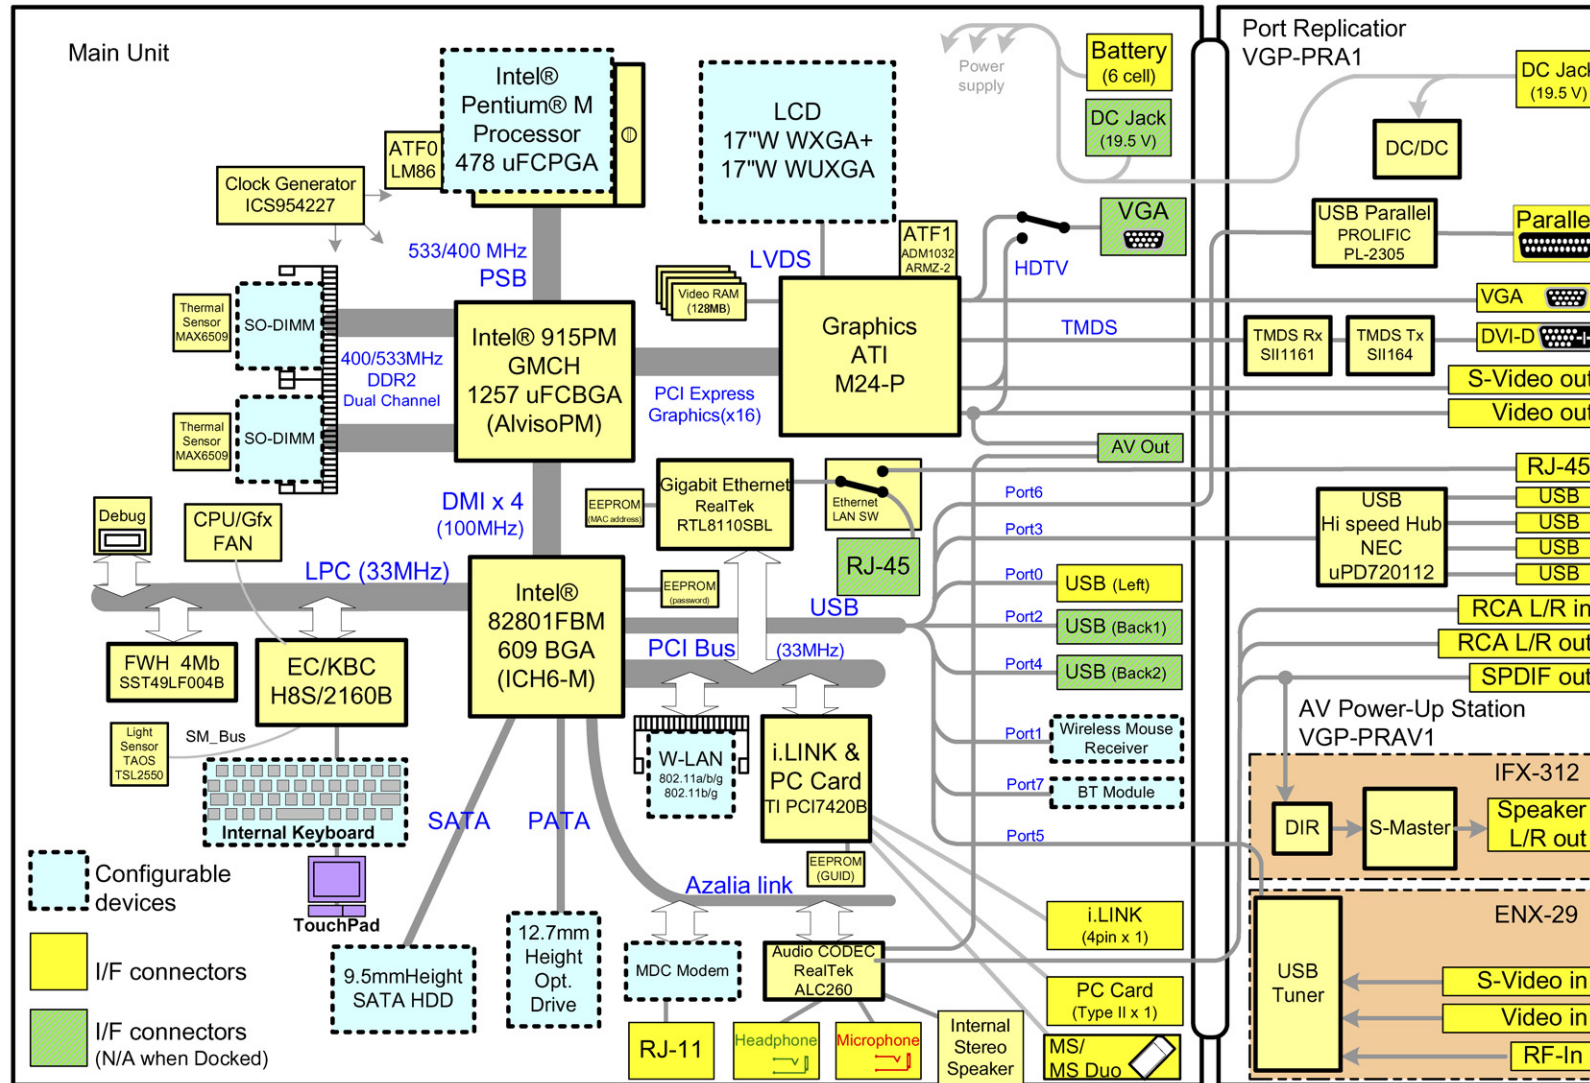 Main Unit
Intel®
Pentium® M
Processor
478 uFCPGA
ATF0
LM86
Clock Generator
ICS954227
LCD
17"W WXGA+
17"W WUXGA
Power
supply
Battery
(6 cell)
DC Jack
(19.5 V)
Port Replicatior
VGP-PRA1
DC Jack
(19.5 V)
DC/DC
533/400 MHz
PSB
LVDS
ATF1
ADM1032
ARMZ-2
HDTV
VGA
USB Parallel
PROLIFIC
PL-2305
Parallel
Thermal
Sensor
MAX6509
SO-DIMM
Video RAM
(128MB)
Intel® 915PM
GMCH
1257 uFCBGA
(AlvisoPM)
400/533MHz
DDR2
Dual Channel
PCI Express
Graphics(x16)
Graphics
ATI
M24-P
TMDS
VGA
TMDS Rx
SII1161
TMDS Tx
SII164
DVI-D
S-Video out
Video out
Thermal
Sensor
MAX6509
SO-DIMM
AV Out
DMI x 4
(100MHz)
EEPROM
(MAC address)
Gigabit Ethernet
RealTek
RTL8110SBL
Ethernet
LAN SW
RJ-45
RJ-45
Port6
Port3
USB
Hi speed Hub
NEC
uPD720112
USB
USB
USB
USB
Debug
CPU/Gfx
FAN
LPC (33MHz)
Intel®
82801FBM
609 BGA
(ICH6-M)
EEPROM
(password)
USB
PCI Bus
(33MHz)
Port0
USB (Left)
Port2
USB (Back1)
Port4
USB (Back2)
RCA L/R in
RCA L/R out
SPDIF out
FWH 4Mb
SST49LF004B
EC/KBC
H8S/2160B
Light
Sensor
TAOS
TSL2550
SM_Bus
Internal Keyboard
TouchPad
W-LAN
802.11a/b/g
802.11b/g
i.LINK &
PC Card
TI PCI7420B
EEPROM
(GUID)
Port1
Wireless Mouse
Receiver
Port7
BT Module
Port5
AV Power-Up Station
VGP-PRAV1
IFX-312
DIR
S-Master
Speaker
L/R out
SATA
PATA
Azalia link
Configurable
devices
I/F connectors
I/F connectors
(N/A when Docked)
9.5mmHeight
SATA HDD
12.7mm
Height
Opt.
Drive
MDC Modem
RJ-11
Audio CODEC
RealTek
ALC260
Headphone
Microphone
Internal
Stereo
Speaker
i.LINK
(4pin x 1)
PC Card
(Type II x 1)
MS/
MS Duo
ENX-29
USB
Tuner
S-Video in
Video in
RF-In